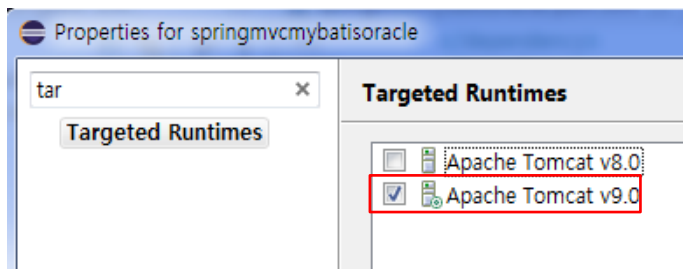 Properties for springmvcmybatisoracle
tar
Targeted Runtimes
Targeted Runtimes
Apache Tomcat v8.0
Apache Tomcat v9.0